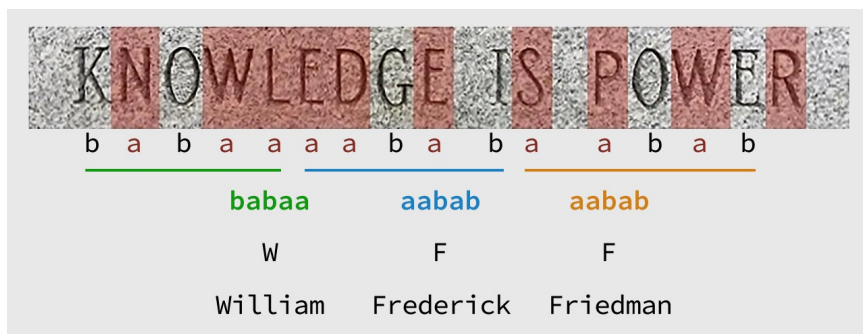 KNOWLEDGE IS POWER
b a b a a a a b a b a a b a b
babaa aabab aabab
W F F
William Frederick Friedman